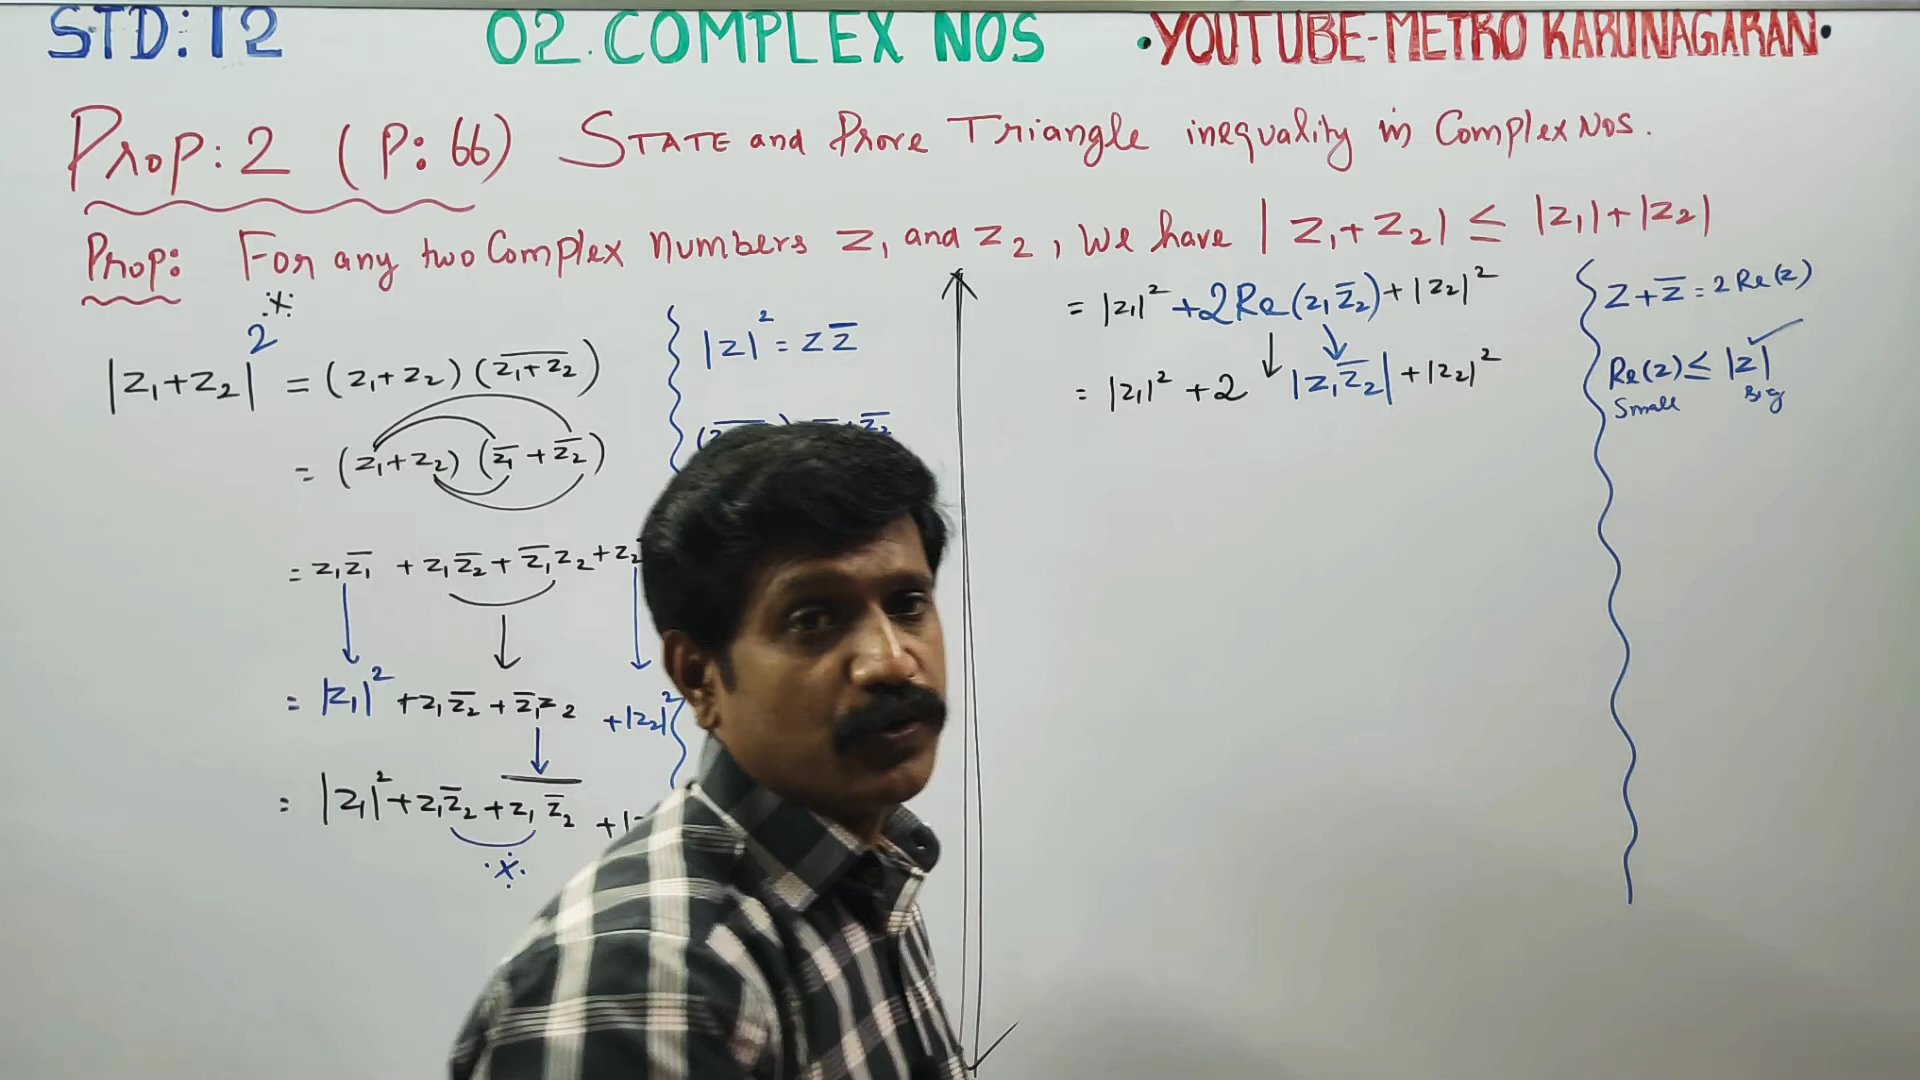 STD:12 02.COMPLEX NOS •YOUTUBE-METRO KARUNAGARAN•
Prop:2 (P:66) STATE and Prove Triangle inequality in Complex Nos.
Prop: For any two Complex numbers z₁ and z₂, We have |z₁+z₂| ≤ |z₁|+|z₂|
|z₁+z₂|² = (z₁+z₂)(z̅₁̅+̅z̅₂̅)
= (z₁+z₂)(z̅₁+z̅₂)
= z₁z̅₁ + z₁z̅₂ + z̅₁z₂ + z₂
= |z₁|² + z₁z̅₂ + z̅₁z₂ + |z₂|²
= |z₁|² + z₁z̅₂ + \overline{z₁z̅₂} +
|z|² = zz̅
= |z₁|² + 2Re(z₁z̅₂) + |z₂|²
= |z₁|² + 2 |z₁z̅₂| + |z₂|²
z + z̅ = 2Re(z)
Re(z) ≤ |z|
Small Big